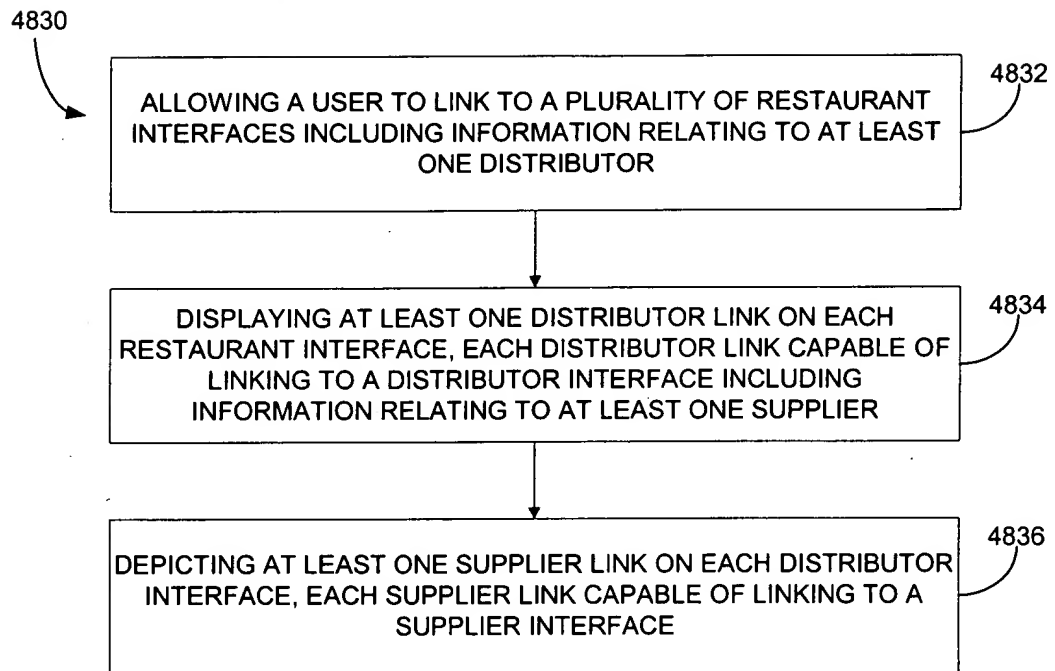 4830
4832
ALLOWING A USER TO LINK TO A PLURALITY OF RESTAURANT
INTERFACES INCLUDING INFORMATION RELATING TO AT LEAST
ONE DISTRIBUTOR
4834
DISPLAYING AT LEAST ONE DISTRIBUTOR LINK ON EACH
RESTAURANT INTERFACE, EACH DISTRIBUTOR LINK CAPABLE OF
LINKING TO A DISTRIBUTOR INTERFACE INCLUDING
INFORMATION RELATING TO AT LEAST ONE SUPPLIER
4836
DEPICTING AT LEAST ONE SUPPLIER LINK ON EACH DISTRIBUTOR
INTERFACE, EACH SUPPLIER LINK CAPABLE OF LINKING TO A
SUPPLIER INTERFACE